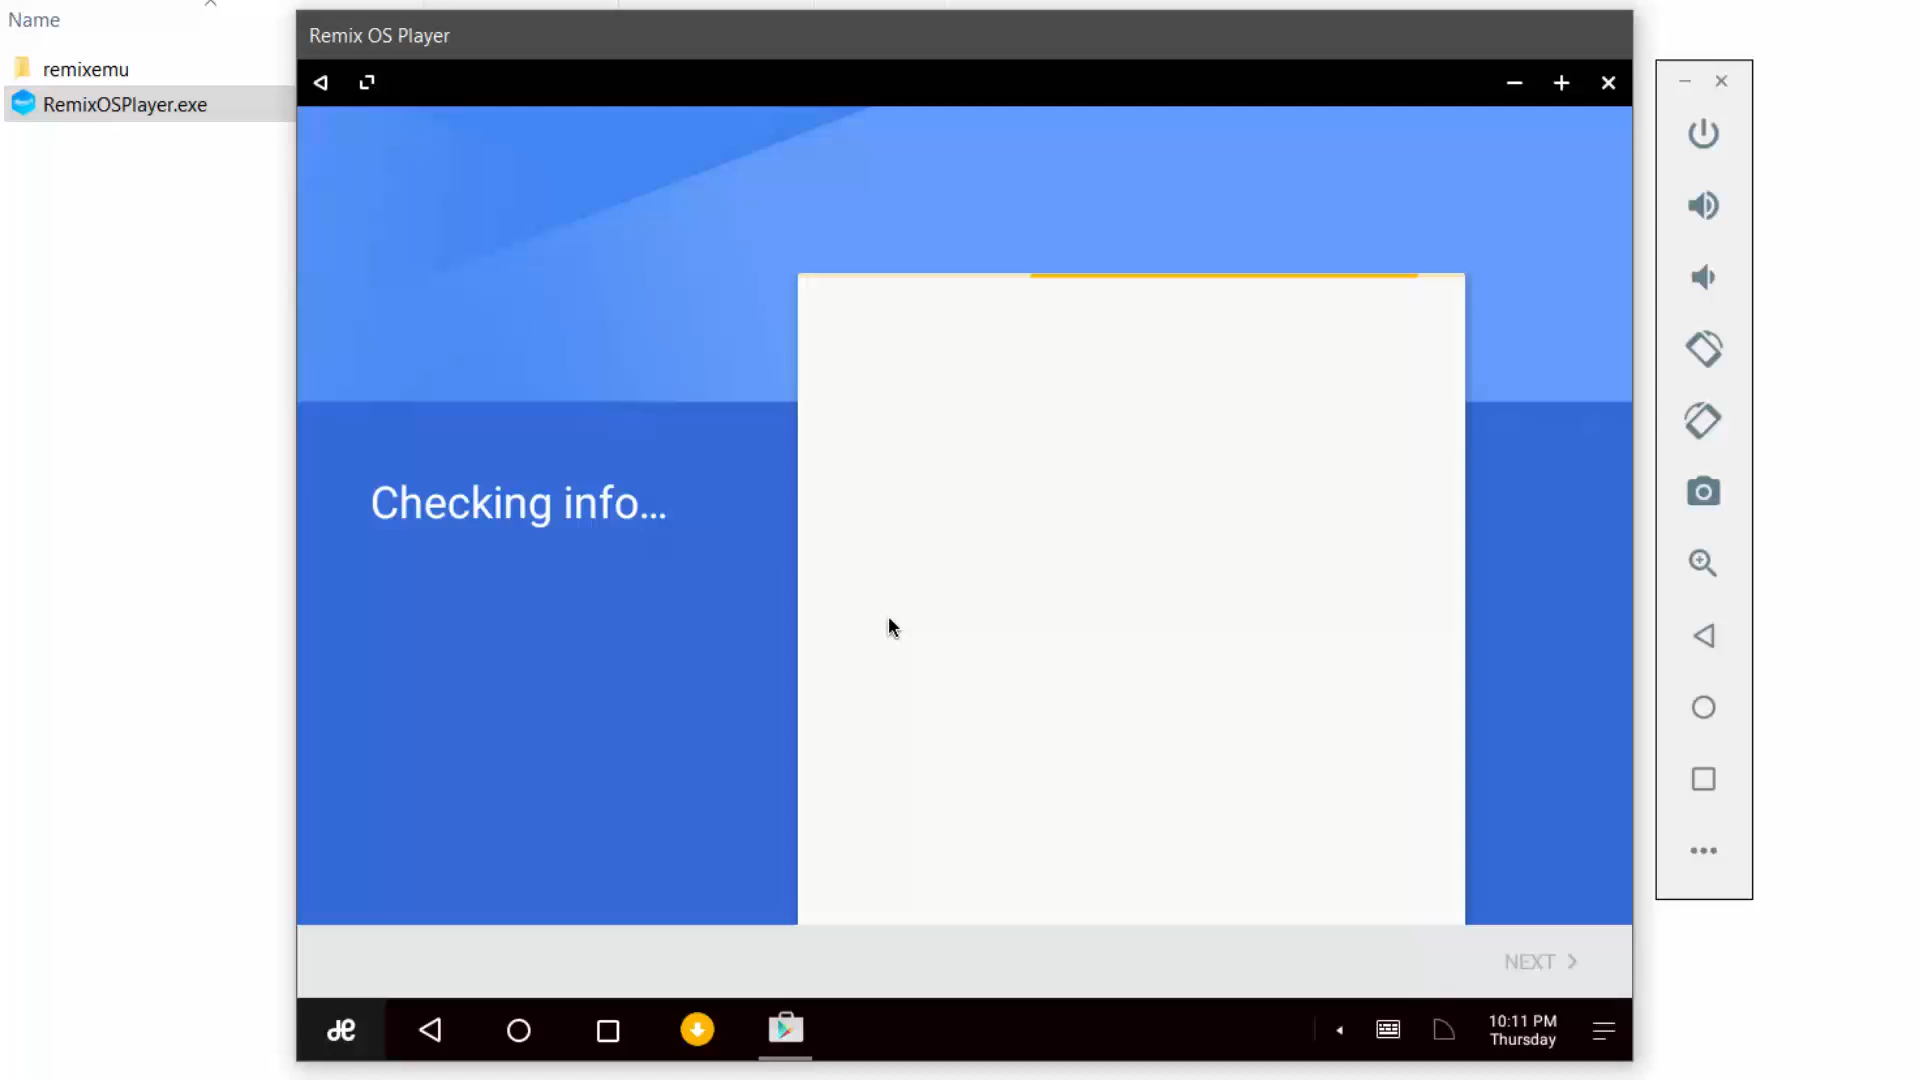 Name
remixemu
RemixOSPlayer.exe
Remix OS Player
Checking info...
NEXT
10:11 PM
Thursday